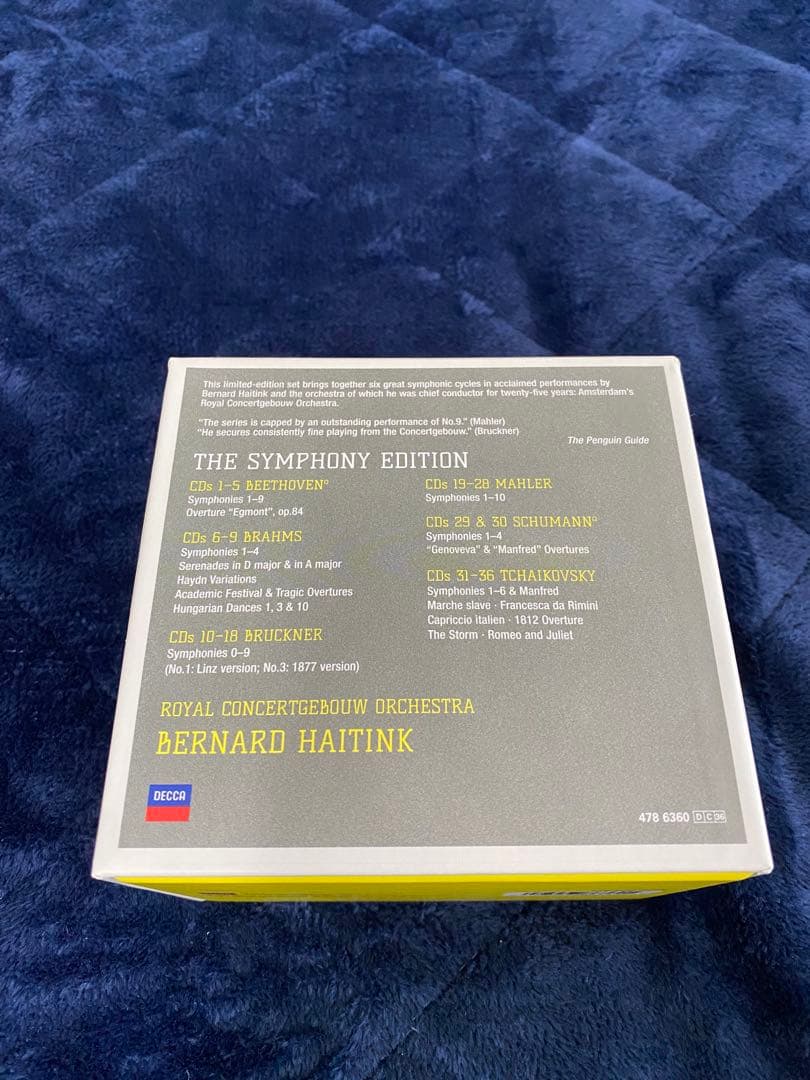 This limited-edition set brings together six great symphonic cycles in acclaimed performances by
Bernard Haitink and the orchestra of which he was chief conductor for twenty-five years: Amsterdam's
Royal Concertgebouw Orchestra.
"The series is capped by an outstanding performance of No.9." (Mahler)
"He secures consistently fine playing from the Concertgebouw." (Bruckner)
The Penguin Guide
THE SYMPHONY EDITION
CDs 1–5 BEETHOVEN°
Symphonies 1–9
Overture "Egmont", op.84
CDs 6–9 BRAHMS
Symphonies 1–4
Serenades in D major & in A major
Haydn Variations
Academic Festival & Tragic Overtures
Hungarian Dances 1, 3 & 10
CDs 10–18 BRUCKNER
Symphonies 0–9
(No.1: Linz version; No.3: 1877 version)
CDs 19–28 MAHLER
Symphonies 1–10
CDs 29 & 30 SCHUMANN°
Symphonies 1–4
"Genoveva" & "Manfred" Overtures
CDs 31–36 TCHAIKOVSKY
Symphonies 1–6 & Manfred
Marche slave · Francesca da Rimini
Capriccio italien · 1812 Overture
The Storm · Romeo and Juliet
ROYAL CONCERTGEBOUW ORCHESTRA
BERNARD HAITINK
DECCA
478 6360 D C 36